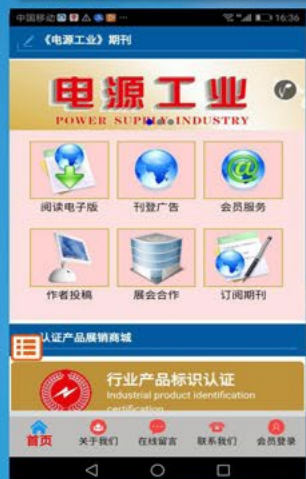 中国移动 16:36
《电源工业》期刊
电源工业
POWER SUPPLY INDUSTRY
阅读电子版 刊登广告 会员服务
作者投稿 展会合作 订阅期刊
认证产品展销商城
行业产品标识认证
Industrial product identification
certification
首页 关于我们 在线留言 联系我们 会员登录